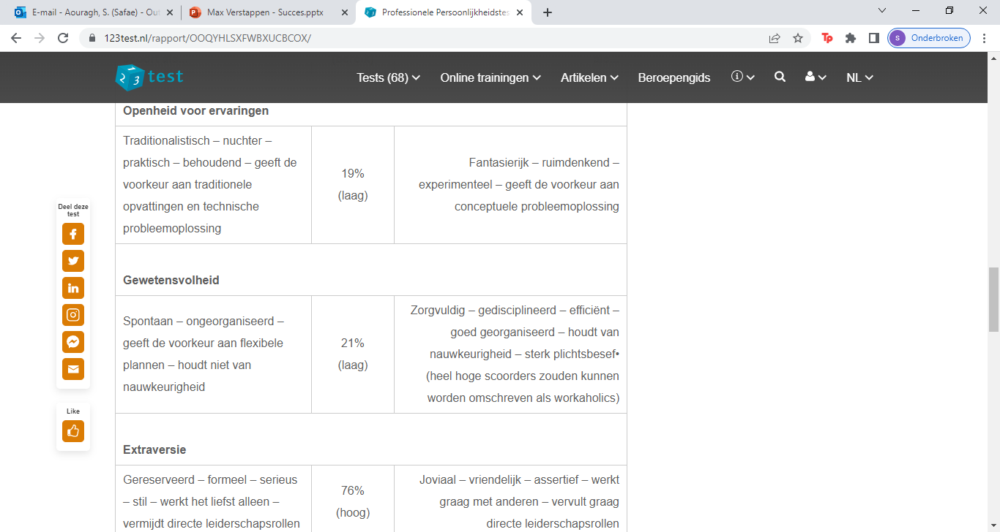 E-mail - Aouragh, S. (Safae) - Out
Max Verstappen - Succes.pptx
Professionele Persoonlijkheidstes
123test.nl/rapport/OOQYHLSXFWBXUCBCOX/
Tp
s
Onderbroken
123 test
Tests (68)
Online trainingen
Artikelen
Beroepengids
NL
Openheid voor ervaringen
Traditionalistisch – nuchter –
praktisch – behoudend – geeft de
voorkeur aan traditionele
opvattingen en technische
probleemoplossing
19%
(laag)
Fantasierijk – ruimdenkend –
experimenteel – geeft de voorkeur aan
conceptuele probleemoplossing
Deel deze
test
Gewetensvolheid
Spontaan – ongeorganiseerd –
geeft de voorkeur aan flexibele
plannen – houdt niet van
nauwkeurigheid
21%
(laag)
Zorgvuldig – gedisciplineerd – efficiënt –
goed georganiseerd – houdt van
nauwkeurigheid – sterk plichtsbesef•
(heel hoge scoorders zouden kunnen
worden omschreven als workaholics)
Like
Extraversie
Gereserveerd – formeel – serieus
– stil – werkt het liefst alleen –
vermijdt directe leiderschapsrollen
76%
(hoog)
Joviaal – vriendelijk – assertief – werkt
graag met anderen – vervult graag
directe leiderschapsrollen